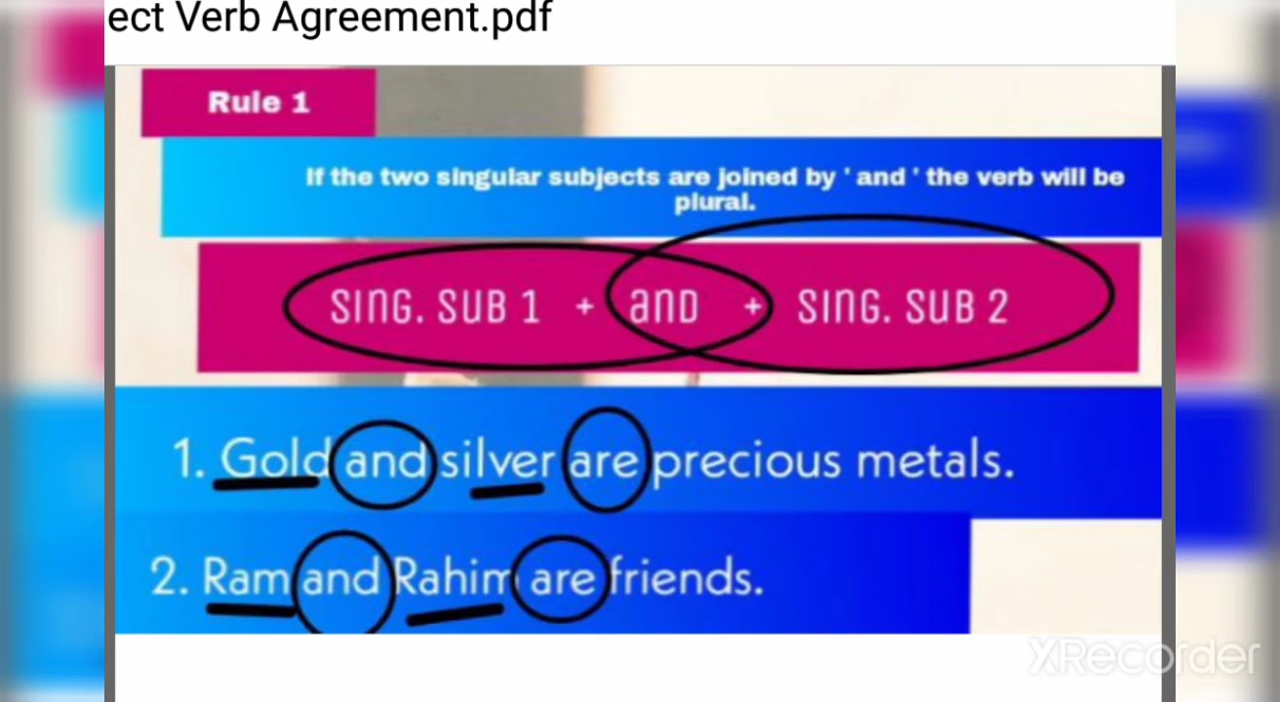 ect Verb Agreement.pdf
Rule 1
If the two singular subjects are joined by ' and ' the verb will be
plural.
SING. SUB 1 + and + SING. SUB 2
1. Gold and silver are precious metals.
2. Ram and Rahim are friends.
XRecorder